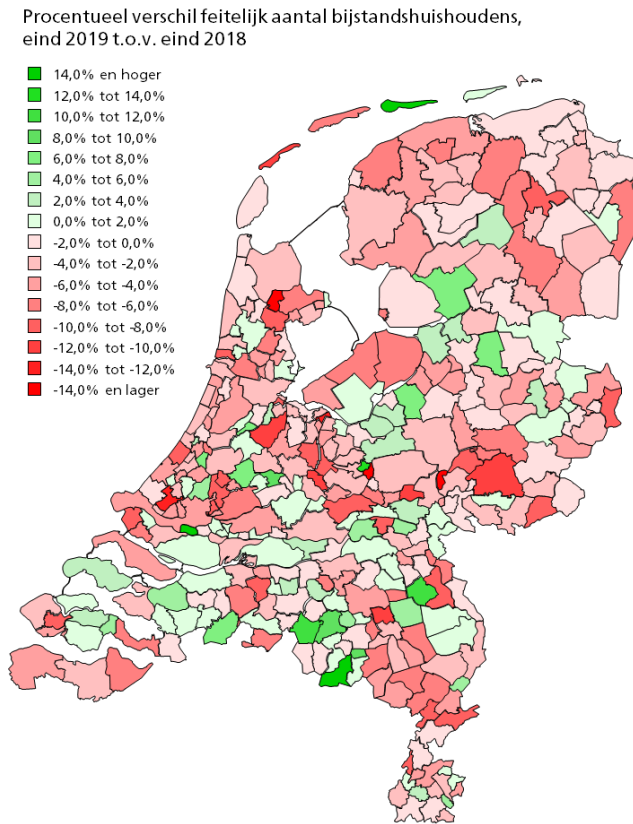 Procentueel verschil feitelijk aantal bijstandshuishoudens,
eind 2019 t.o.v. eind 2018
14,0% en hoger
12,0% tot 14,0%
10,0% tot 12,0%
8,0% tot 10,0%
6,0% tot 8,0%
4,0% tot 6,0%
2,0% tot 4,0%
0,0% tot 2,0%
-2,0% tot 0,0%
-4,0% tot -2,0%
-6,0% tot -4,0%
-8,0% tot -6,0%
-10,0% tot -8,0%
-12,0% tot -10,0%
-14,0% tot -12,0%
-14,0% en lager